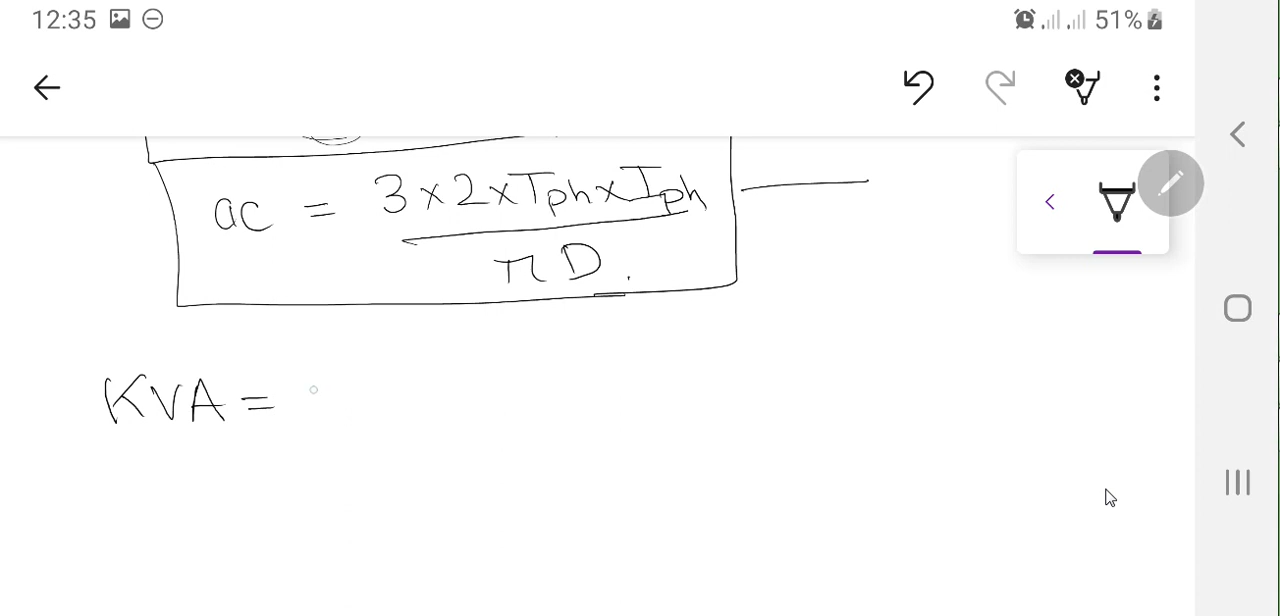 12:35 51%
ac = 3 × 2 × Tph × Iph
πD.
KVA =